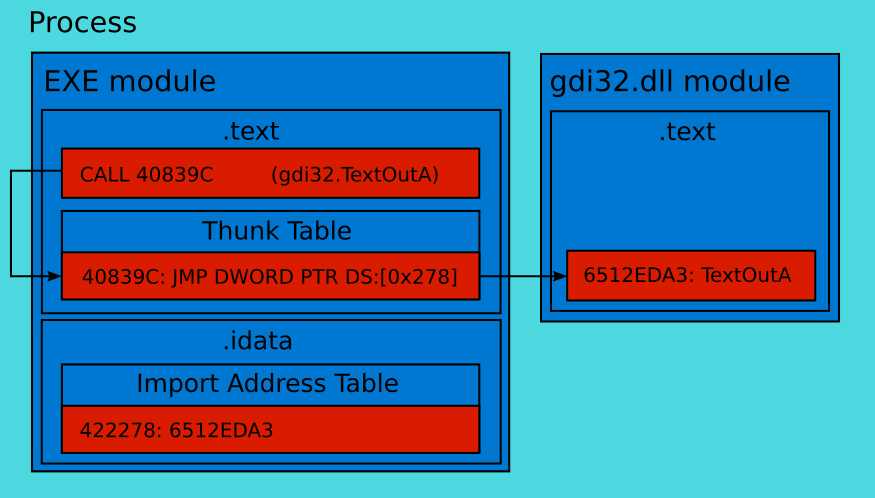 Process
EXE module
.text
CALL 40839C (gdi32.TextOutA)
Thunk Table
40839C: JMP DWORD PTR DS:[0x278]
.idata
Import Address Table
422278: 6512EDA3
gdi32.dll module
.text
6512EDA3: TextOutA